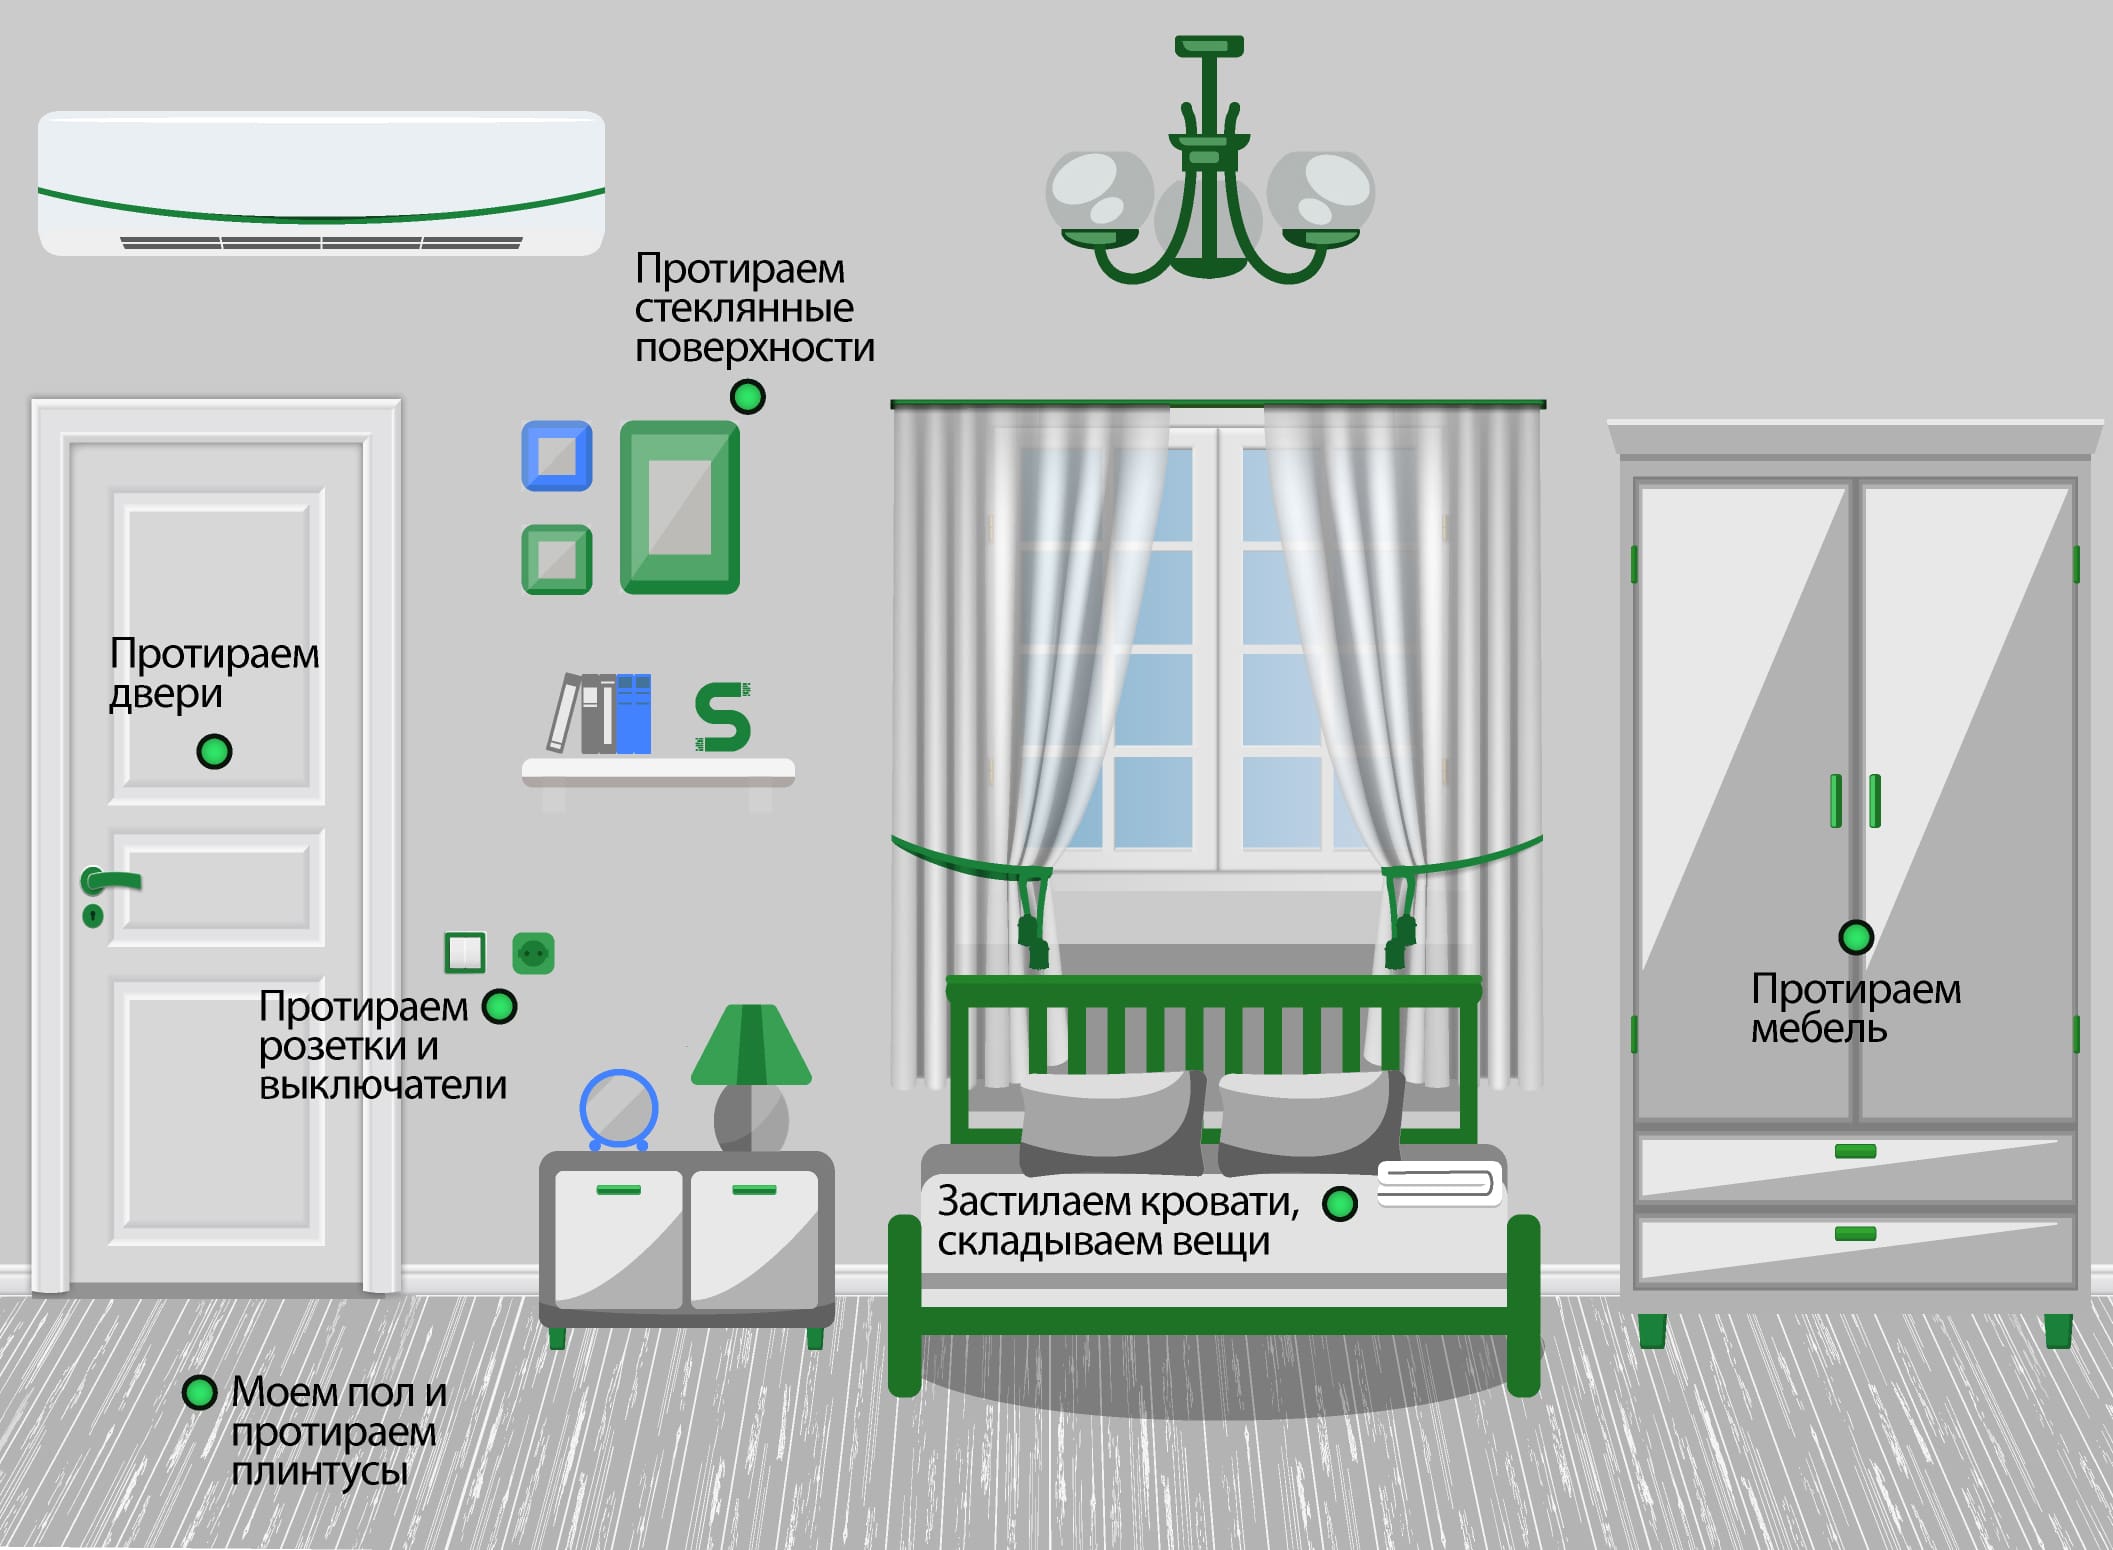 Протираем
стеклянные
поверхности
Протираем
двери
Протираем
розетки и
выключатели
Протираем
мебель
Застилаем кровати,
складываем вещи
Моем пол и
протираем
плинтусы